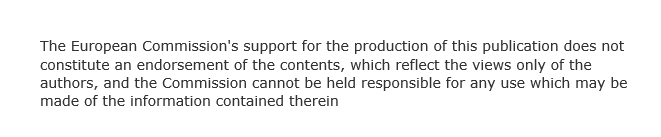 The European Commission's support for the production of this publication does not
constitute an endorsement of the contents, which reflect the views only of the
authors, and the Commission cannot be held responsible for any use which may be
made of the information contained therein